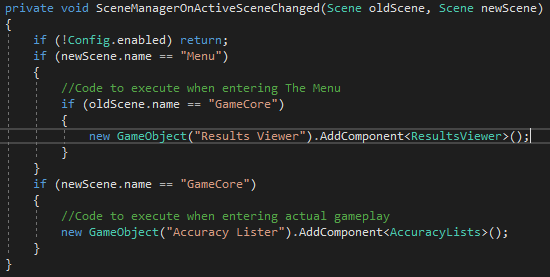 private void SceneManagerOnActiveSceneChanged(Scene oldScene, Scene newScene)
{
    if (!Config.enabled) return;
    if (newScene.name == "Menu")
    {
        //Code to execute when entering The Menu
        if (oldScene.name == "GameCore")
        {
            new GameObject("Results Viewer").AddComponent<ResultsViewer>();
        }
    }
    if (newScene.name == "GameCore")
    {
        //Code to execute when entering actual gameplay
        new GameObject("Accuracy Lister").AddComponent<AccuracyLists>();
    }
}